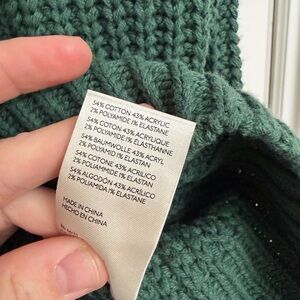 54% COTTON 43% ACRYLIC
2% POLYAMIDE 1% ELASTANE
54% COTON 43% ACRYLIQUE
2% POLYAMIDE 1% ÉLASTHANNE
54% BAUMWOLLE 43% ACRYL
2% POLYAMID 1% ELASTAN
54% COTONE 43% ACRILICO
2% POLIAMMIDE 1% ELASTAN
54% ALGODÓN 43% ACRÍLICO
2% POLIAMIDA 1% ELASTANE
MADE IN CHINA
HECHO EN CHINA